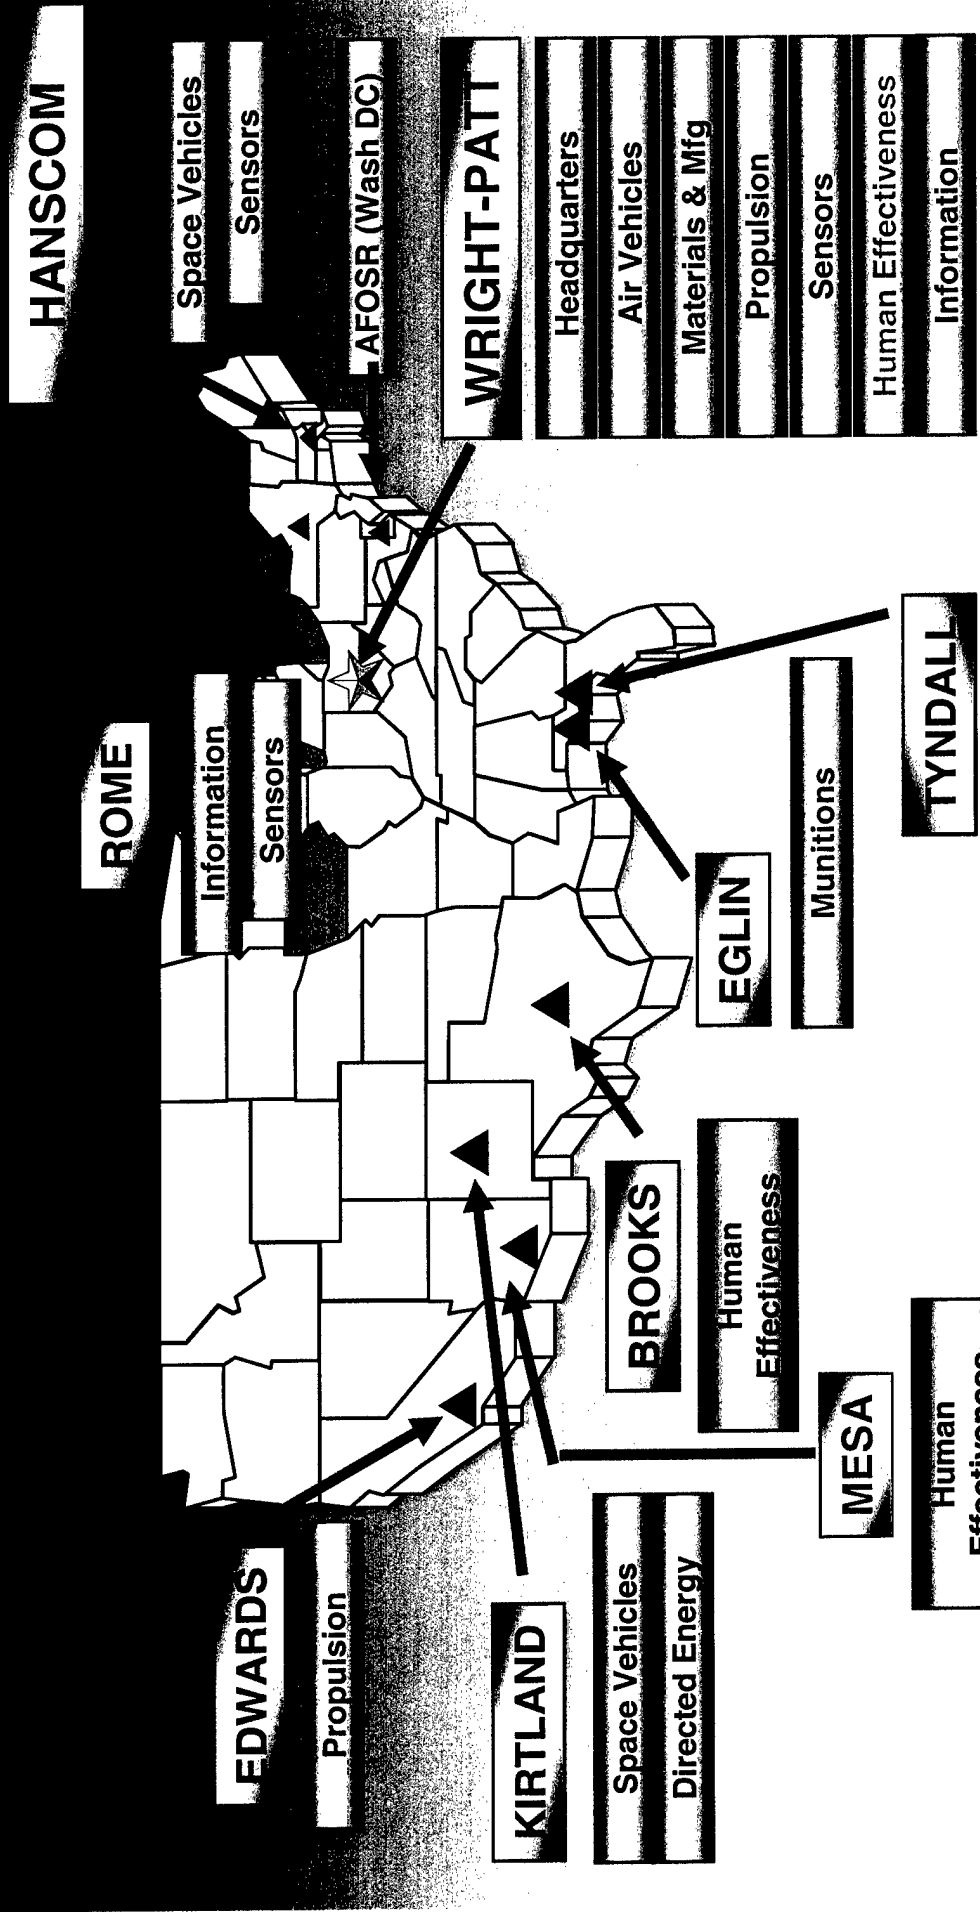 HANSCOM
Space Vehicles
Sensors
AFOSR (Wash DC)
ROME
Information
Sensors
EDWARDS
Propulsion
WRIGHT-PATT
Headquarters
Air Vehicles
Materials & Mfg
Propulsion
Sensors
Human Effectiveness
Information
KIRTLAND
Space Vehicles
Directed Energy
BROOKS
Human
Effectiveness
EGLIN
Munitions
MESA
Human
Effectiveness
TYNDALL